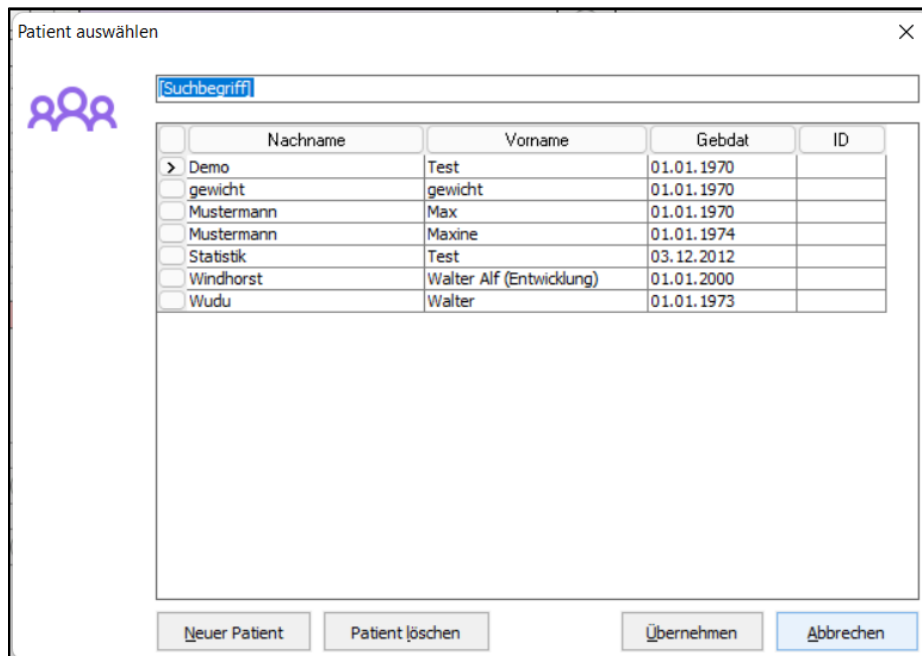 Patient auswählen
[Suchbegriff]
Nachname Vorname Gebdat ID
Demo Test 01.01.1970
gewicht gewicht 01.01.1970
Mustermann Max 01.01.1970
Mustermann Maxine 01.01.1974
Statistik Test 03.12.2012
Windhorst Walter Alf (Entwicklung) 01.01.2000
Wudu Walter 01.01.1973
Neuer Patient Patient löschen Übernehmen Abbrechen